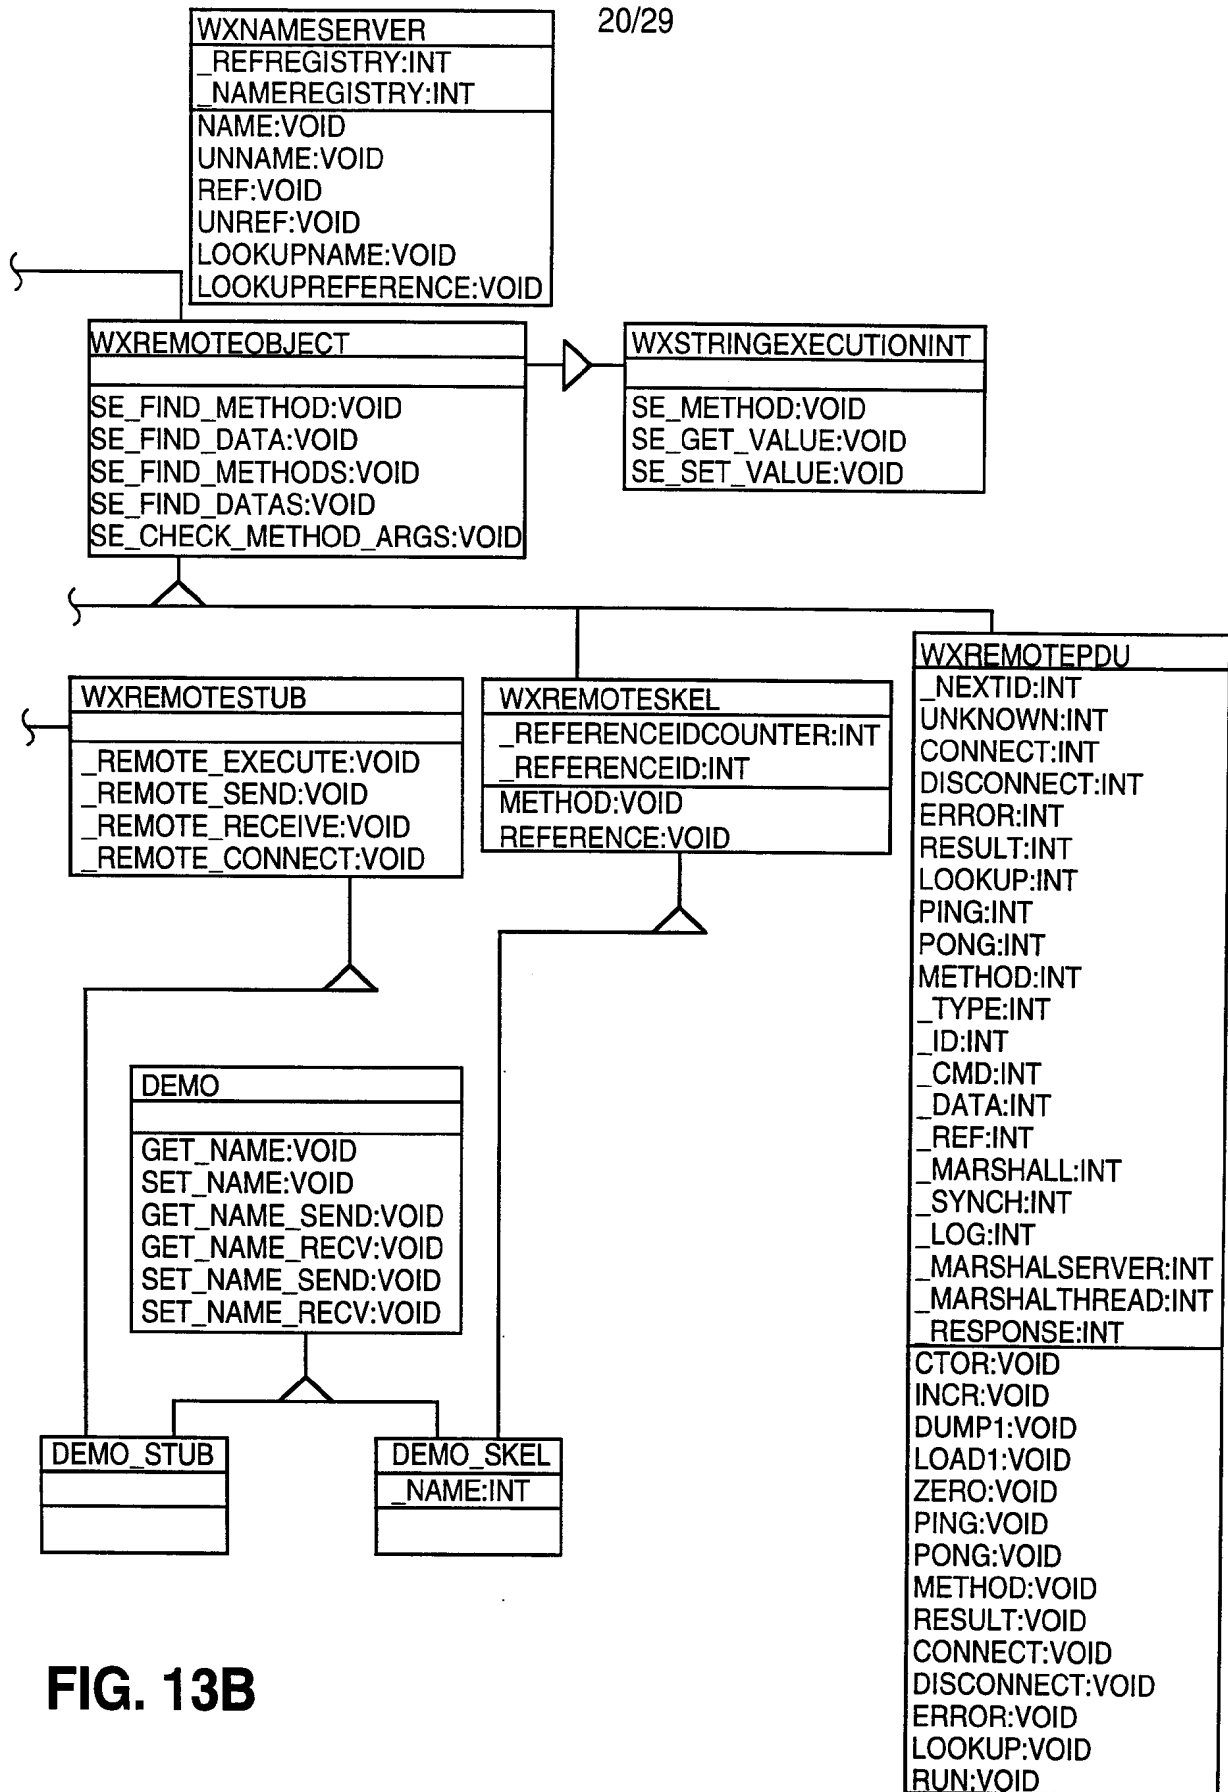 20/29
WXNAMESERVER
_REFREGISTRY:INT
_NAMEREGISTRY:INT
NAME:VOID
UNNAME:VOID
REF:VOID
UNREF:VOID
LOOKUPNAME:VOID
LOOKUPREFERENCE:VOID
WXREMOTEOBJECT
SE_FIND_METHOD:VOID
SE_FIND_DATA:VOID
SE_FIND_METHODS:VOID
SE_FIND_DATAS:VOID
SE_CHECK_METHOD_ARGS:VOID
WXSTRINGEXECUTIONINT
SE_METHOD:VOID
SE_GET_VALUE:VOID
SE_SET_VALUE:VOID
WXREMOTESTUB
_REMOTE_EXECUTE:VOID
_REMOTE_SEND:VOID
_REMOTE_RECEIVE:VOID
_REMOTE_CONNECT:VOID
WXREMOTESKEL
_REFERENCEIDCOUNTER:INT
_REFERENCEID:INT
METHOD:VOID
REFERENCE:VOID
WXREMOTEPDU
_NEXTID:INT
UNKNOWN:INT
CONNECT:INT
DISCONNECT:INT
ERROR:INT
RESULT:INT
LOOKUP:INT
PING:INT
PONG:INT
METHOD:INT
_TYPE:INT
_ID:INT
_CMD:INT
_DATA:INT
_REF:INT
_MARSHALL:INT
_SYNCH:INT
_LOG:INT
_MARSHALSERVER:INT
_MARSHALTHREAD:INT
_RESPONSE:INT
CTOR:VOID
INCR:VOID
DUMP1:VOID
LOAD1:VOID
ZERO:VOID
PING:VOID
PONG:VOID
METHOD:VOID
RESULT:VOID
CONNECT:VOID
DISCONNECT:VOID
ERROR:VOID
LOOKUP:VOID
RUN:VOID
DEMO
GET_NAME:VOID
SET_NAME:VOID
GET_NAME_SEND:VOID
GET_NAME_RECV:VOID
SET_NAME_SEND:VOID
SET_NAME_RECV:VOID
DEMO_STUB
DEMO_SKEL
_NAME:INT
FIG. 13B